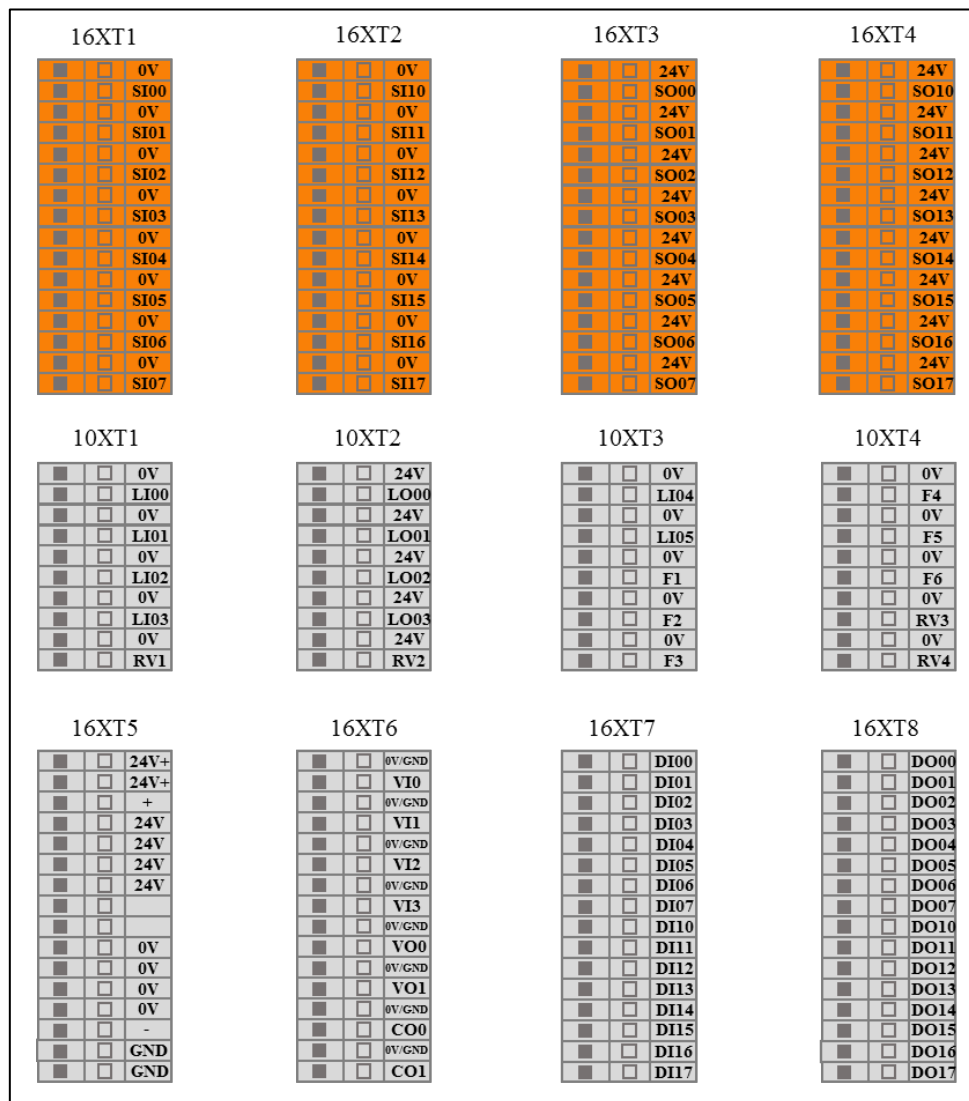 16XT1 16XT2 16XT3 16XT4
0V 0V 24V 24V
SI00 SI10 SO00 SO10
0V 0V 24V 24V
SI01 SI11 SO01 SO11
0V 0V 24V 24V
SI02 SI12 SO02 SO12
0V 0V 24V 24V
SI03 SI13 SO03 SO13
0V 0V 24V 24V
SI04 SI14 SO04 SO14
0V 0V 24V 24V
SI05 SI15 SO05 SO15
0V 0V 24V 24V
SI06 SI16 SO06 SO16
0V 0V 24V 24V
SI07 SI17 SO07 SO17
10XT1 10XT2 10XT3 10XT4
0V 24V 0V 0V
LI00 LO00 LI04 F4
0V 24V 0V 0V
LI01 LO01 LI05 F5
0V 24V 0V 0V
LI02 LO02 F1 F6
0V 24V 0V 0V
LI03 LO03 F2 RV3
0V 24V 0V 0V
RV1 RV2 F3 RV4
16XT5 16XT6 16XT7 16XT8
24V+ 0V/GND DI00 DO00
24V+ VI0 DI01 DO01
+ 0V/GND DI02 DO02
24V VI1 DI03 DO03
24V 0V/GND DI04 DO04
24V VI2 DI05 DO05
24V 0V/GND DI06 DO06
VI3 DI07 DO07
0V/GND DI10 DO10
0V VO0 DI11 DO11
0V 0V/GND DI12 DO12
0V VO1 DI13 DO13
0V 0V/GND DI14 DO14
- CO0 DI15 DO15
GND 0V/GND DI16 DO16
GND CO1 DI17 DO17